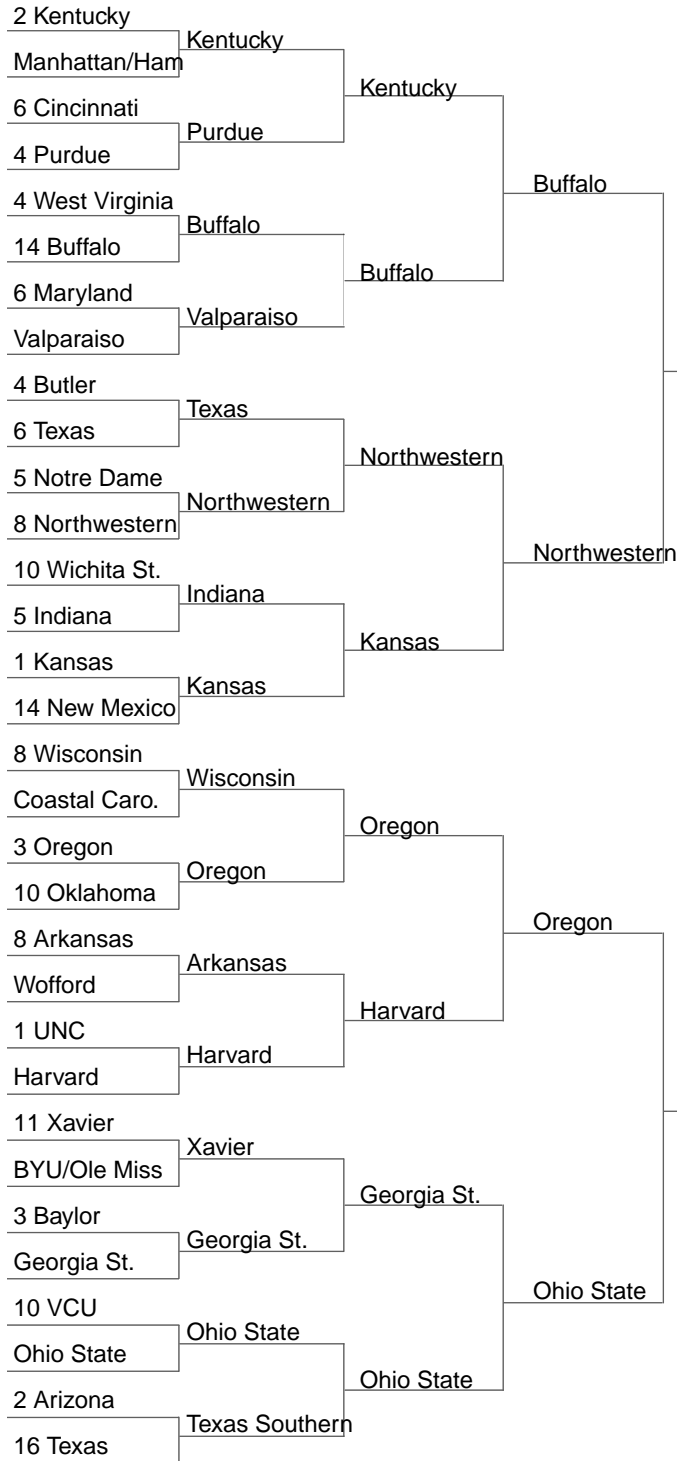 2 Kentucky
Manhattan/Ham
6 Cincinnati
4 Purdue
4 West Virginia
14 Buffalo
6 Maryland
Valparaiso
4 Butler
6 Texas
5 Notre Dame
8 Northwestern
10 Wichita St.
5 Indiana
1 Kansas
14 New Mexico
8 Wisconsin
Coastal Caro.
3 Oregon
10 Oklahoma
8 Arkansas
Wofford
1 UNC
Harvard
11 Xavier
BYU/Ole Miss
3 Baylor
Georgia St.
10 VCU
Ohio State
2 Arizona
16 Texas
Kentucky
Purdue
Buffalo
Valparaiso
Texas
Northwestern
Indiana
Kansas
Wisconsin
Oregon
Arkansas
Harvard
Xavier
Georgia St.
Ohio State
Texas Southern
Kentucky
Buffalo
Northwestern
Kansas
Oregon
Harvard
Georgia St.
Ohio State
Buffalo
Northwestern
Oregon
Ohio State